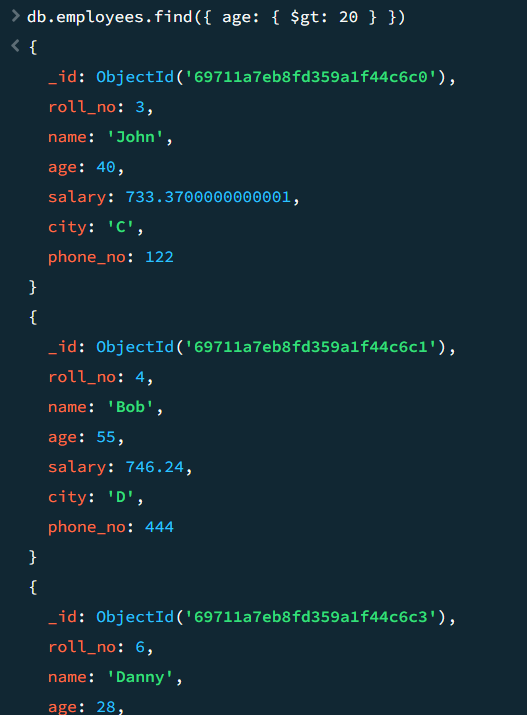 > db.employees.find({ age: { $gt: 20 } })
< {
_id: ObjectId('69711a7eb8fd359a1f44c6c0'),
roll_no: 3,
name: 'John',
age: 40,
salary: 733.3700000000001,
city: 'C',
phone_no: 122
}
{
_id: ObjectId('69711a7eb8fd359a1f44c6c1'),
roll_no: 4,
name: 'Bob',
age: 55,
salary: 746.24,
city: 'D',
phone_no: 444
}
{
_id: ObjectId('69711a7eb8fd359a1f44c6c3'),
roll_no: 6,
name: 'Danny',
age: 28,